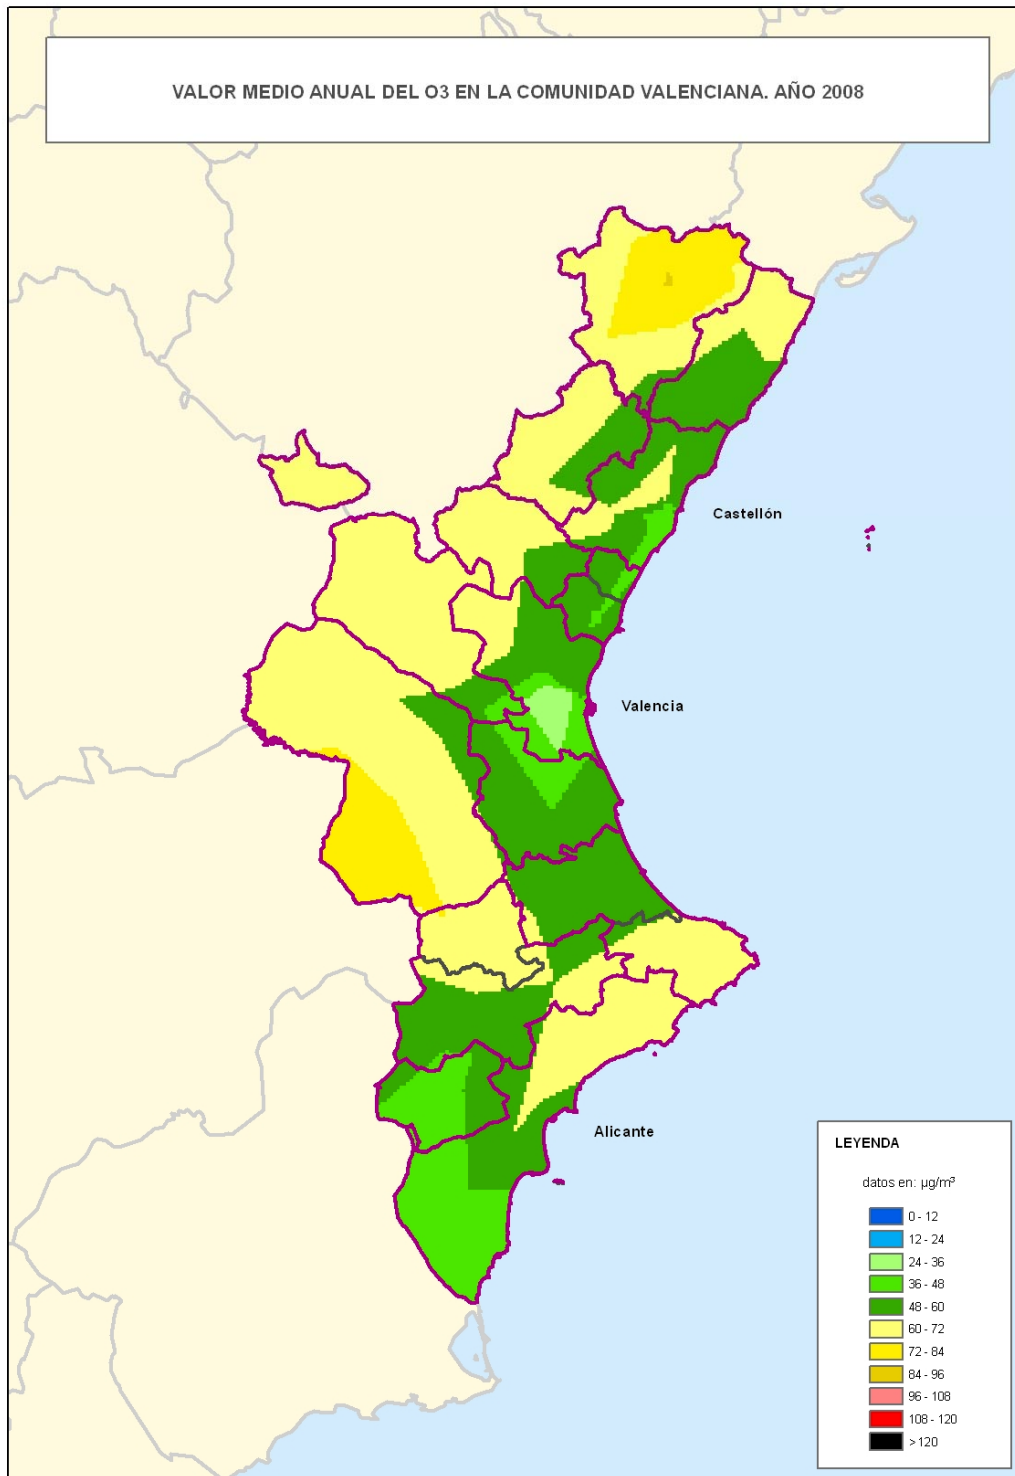 VALOR MEDIO ANUAL DEL O3 EN LA COMUNIDAD VALENCIANA. AÑO 2008
Castellón
Valencia
Alicante
LEYENDA
datos en: µg/m³
0 - 12
12 - 24
24 - 36
36 - 48
48 - 60
60 - 72
72 - 84
84 - 96
96 - 108
108 - 120
>120